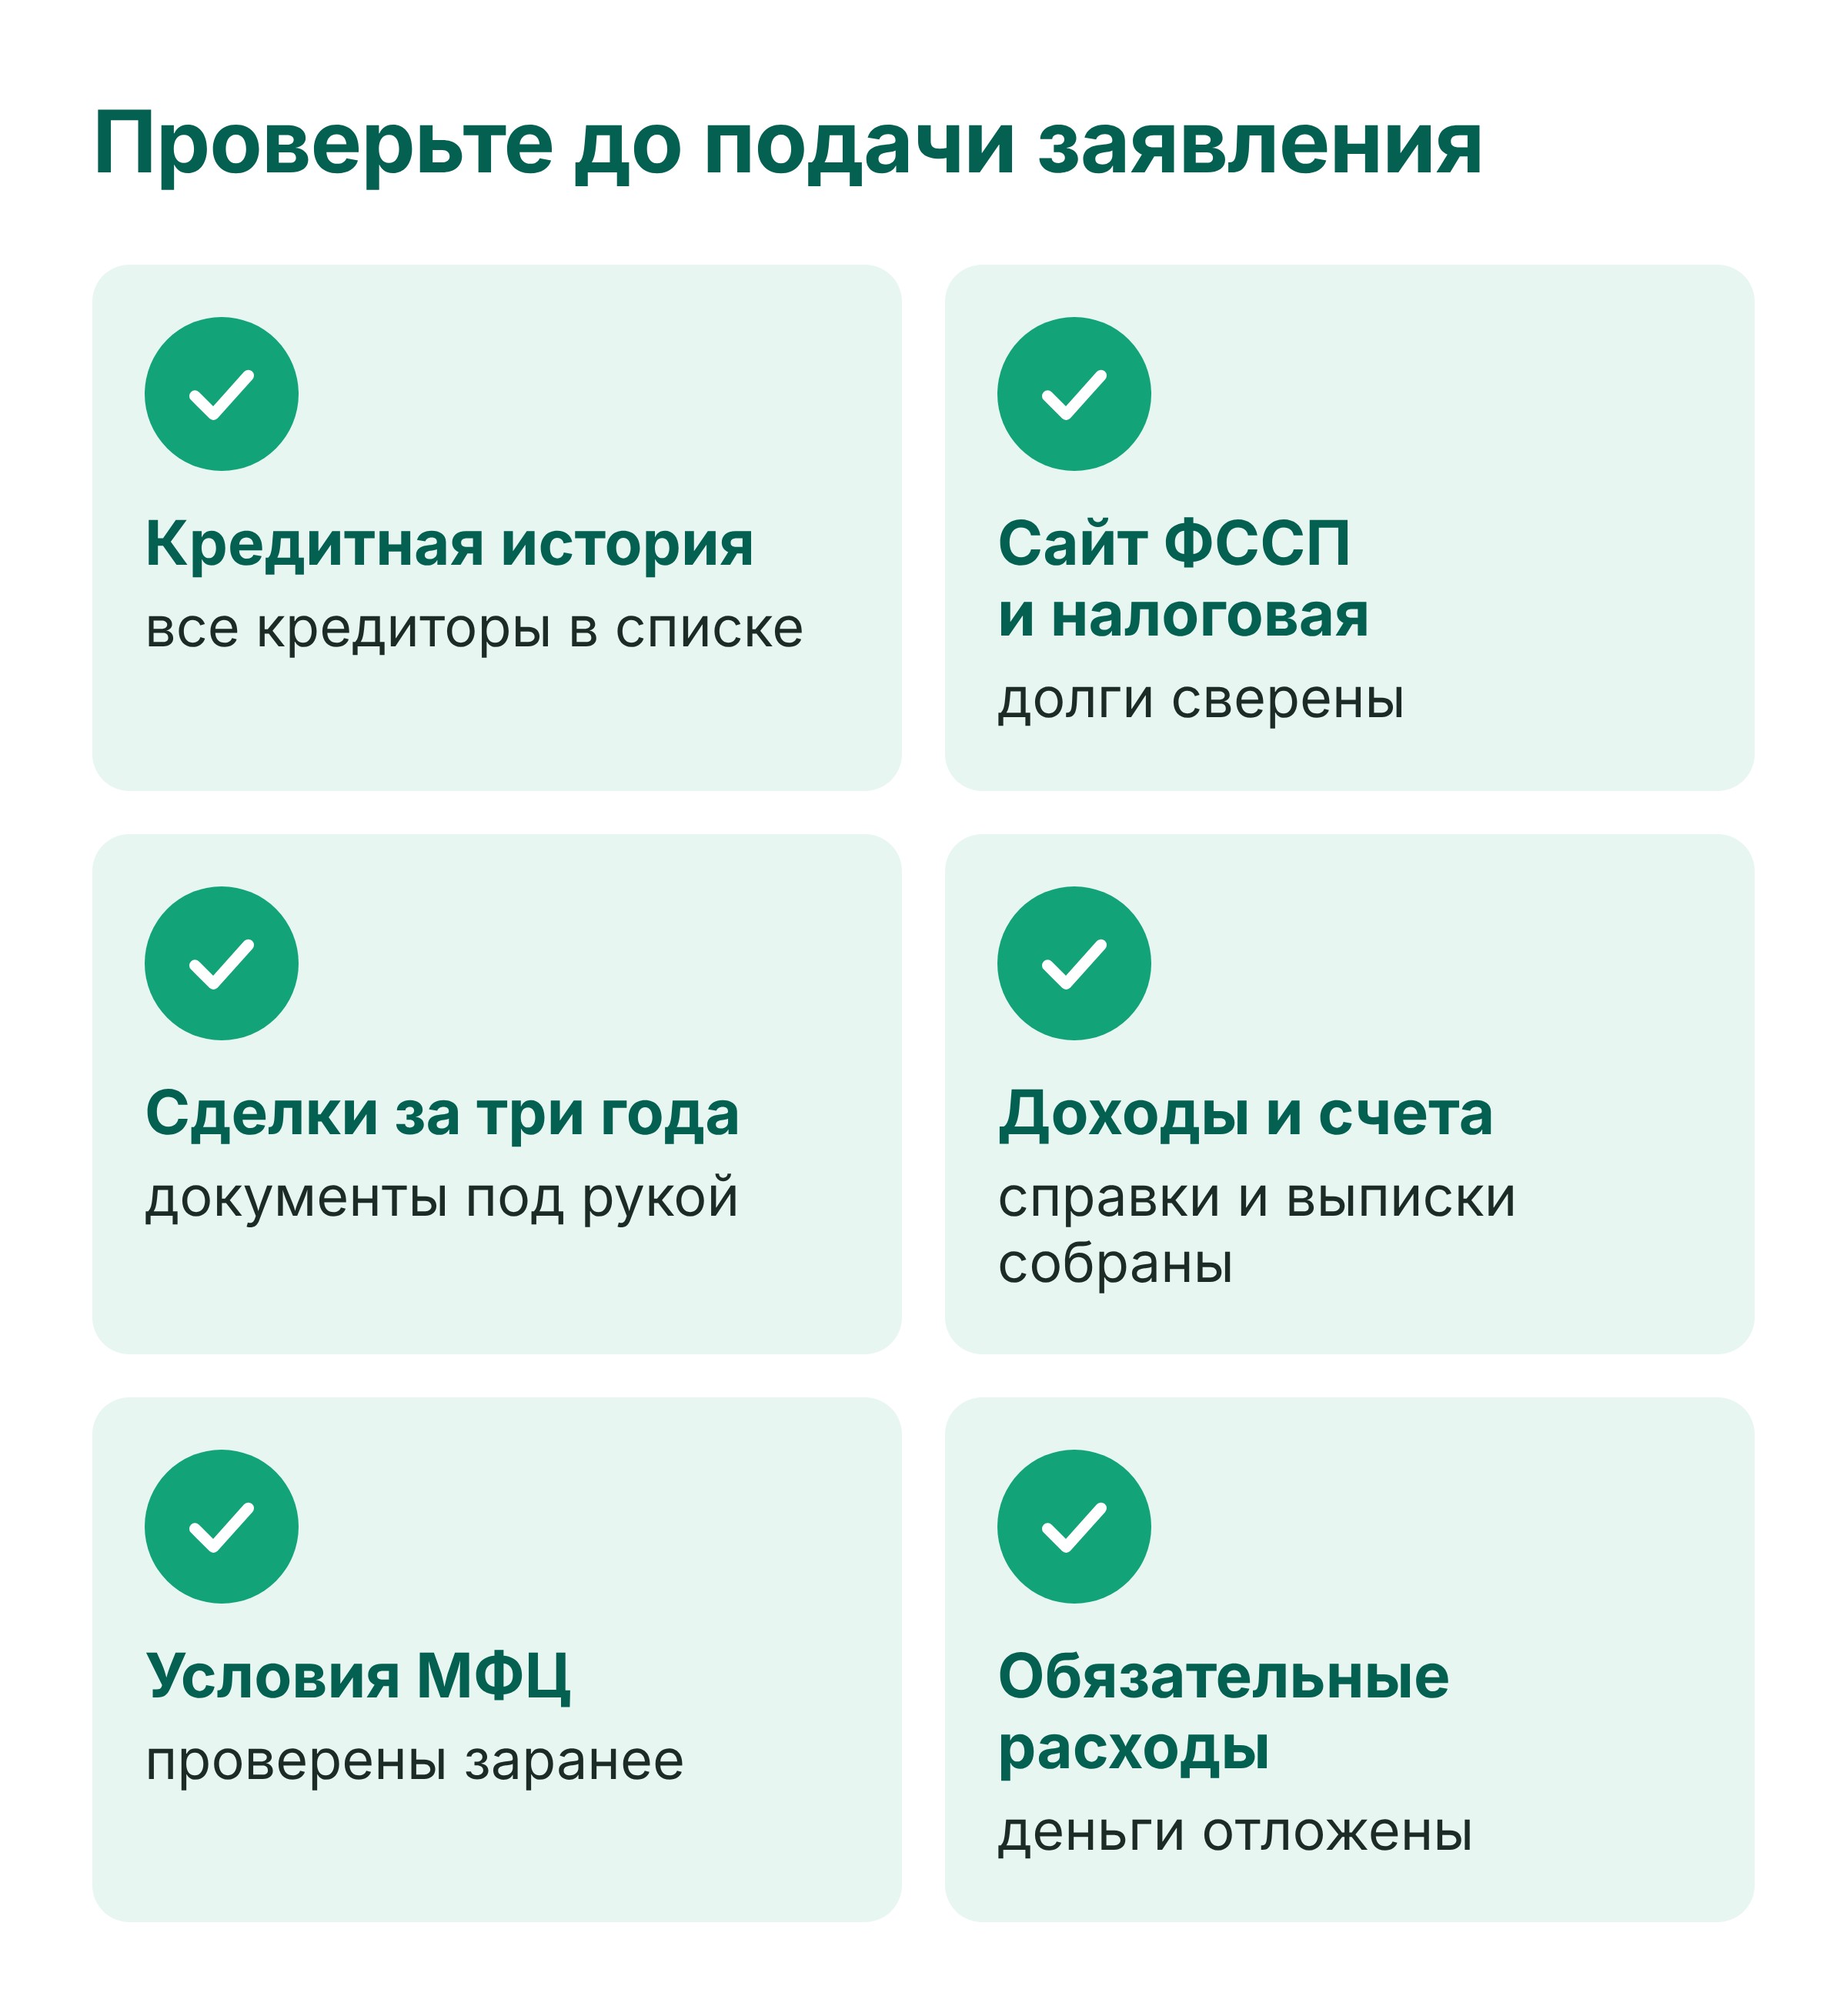 Проверьте до подачи заявления
Кредитная история
все кредиторы в списке
Сайт ФССП
и налоговая
долги сверены
Сделки за три года
документы под рукой
Доходы и счета
справки и выписки
собраны
Условия МФЦ
проверены заранее
Обязательные
расходы
деньги отложены